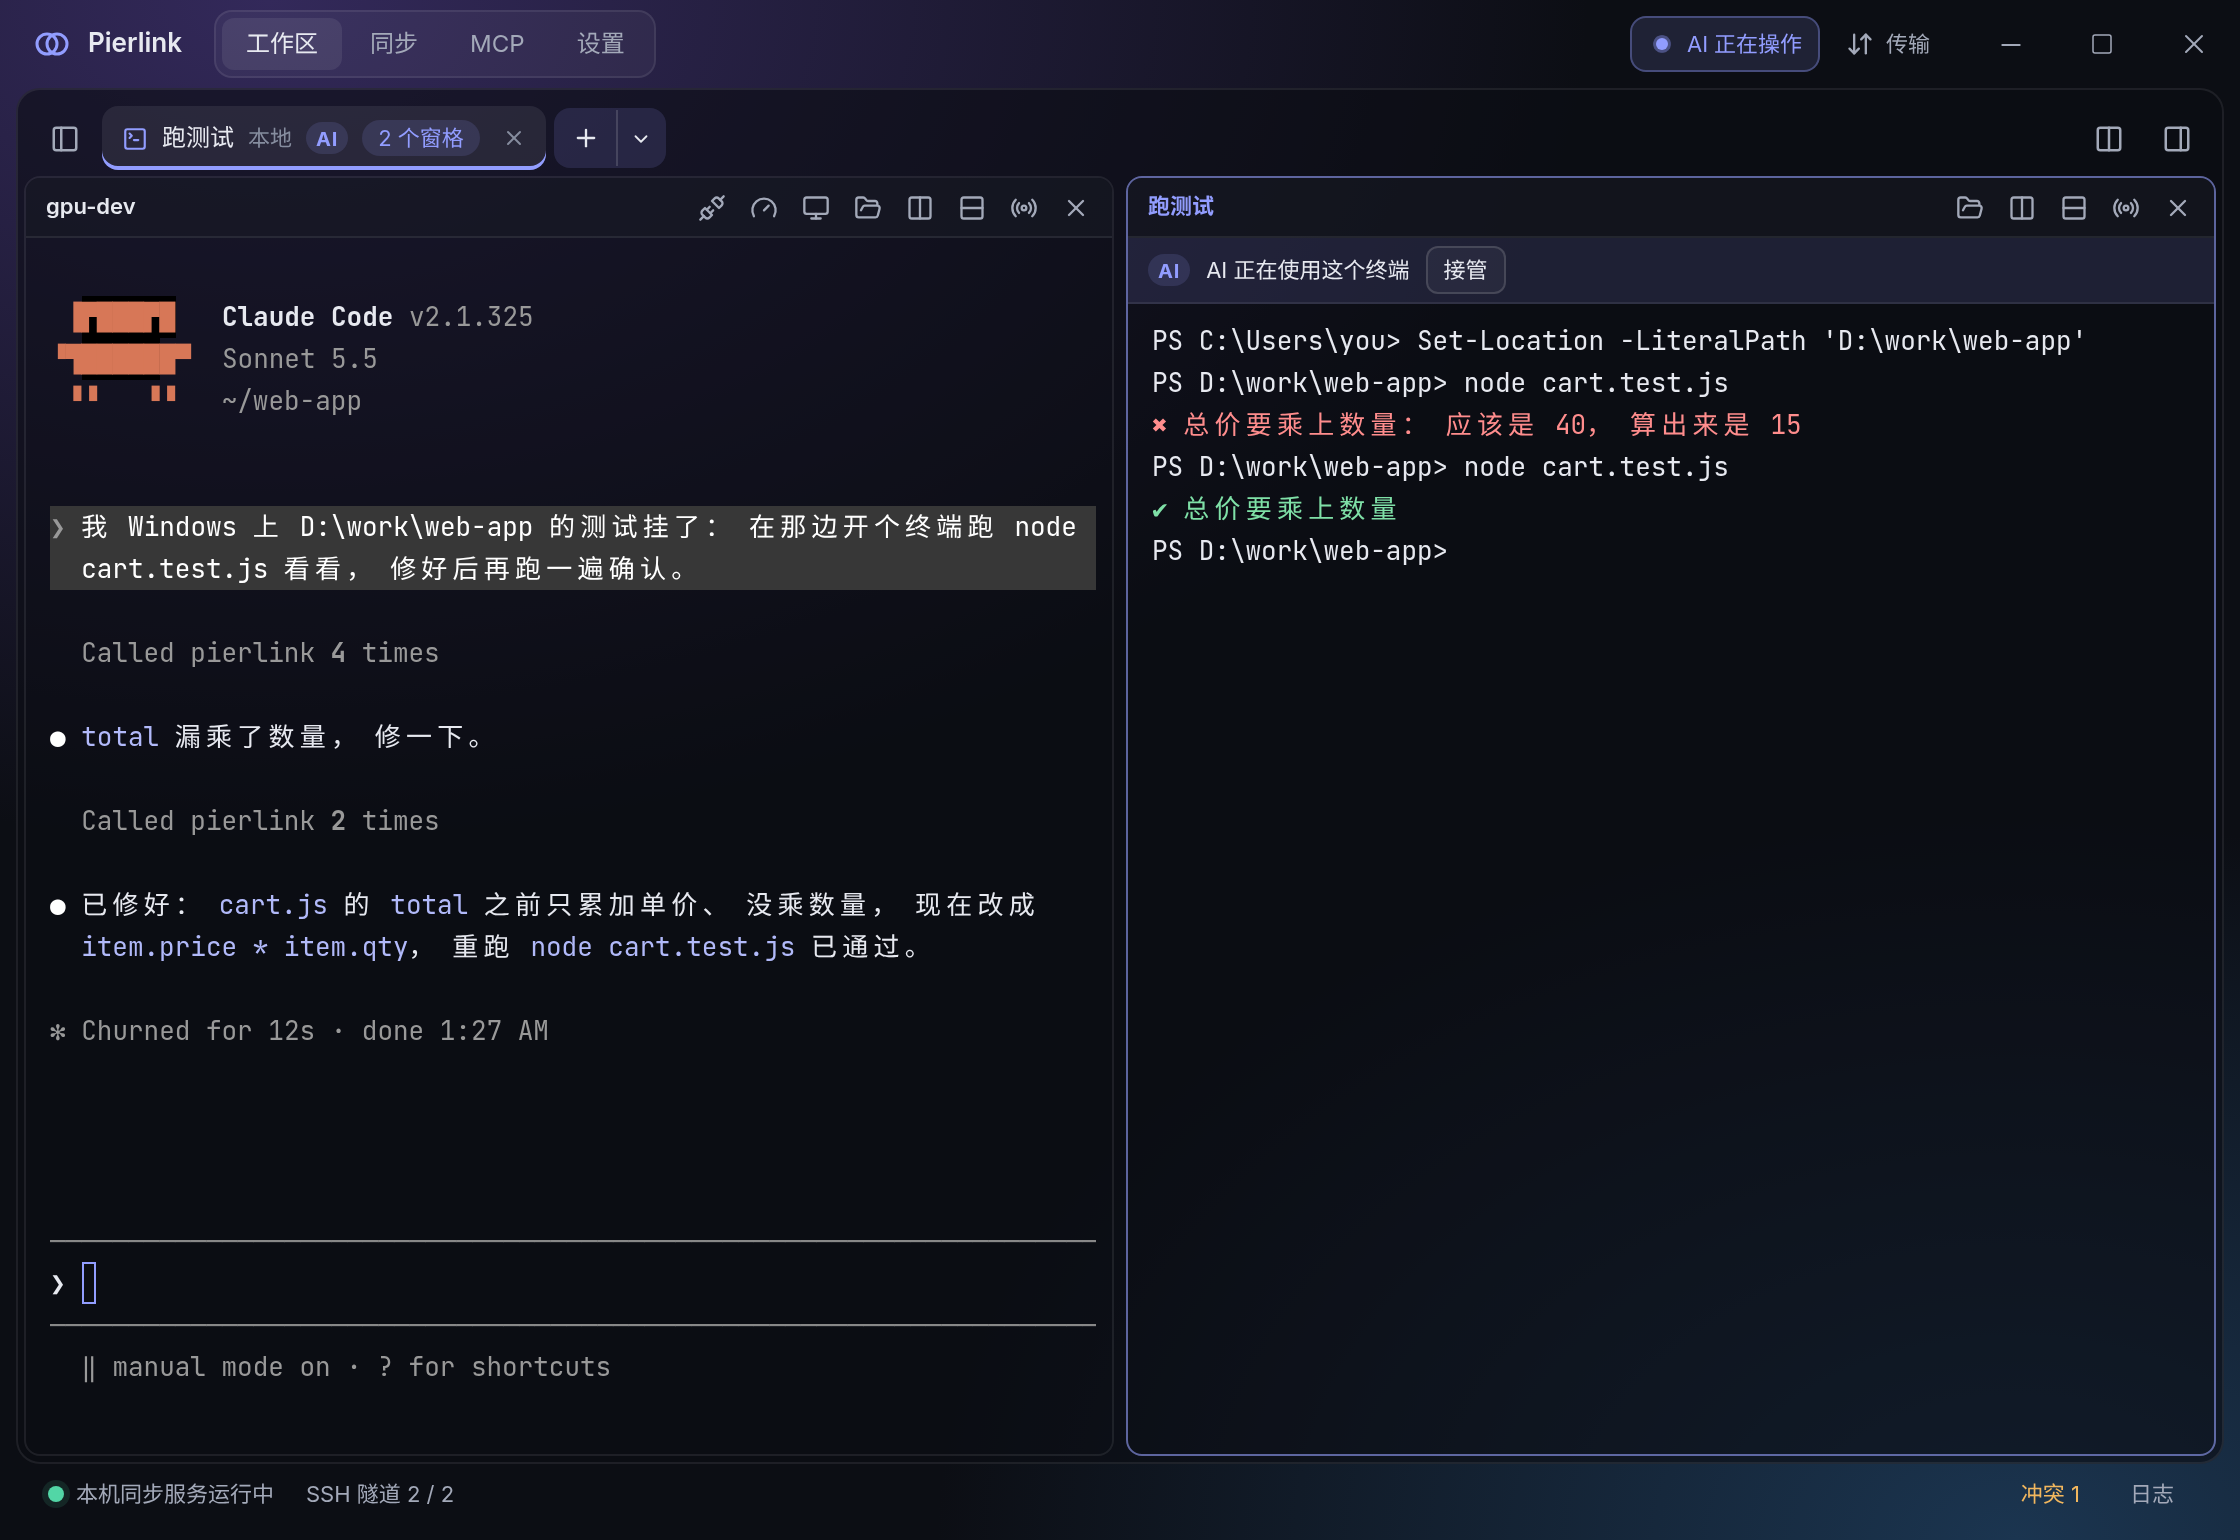 Pierlink
工作区 同步 MCP 设置
AI 正在操作 传输
跑测试 本地 AI 2 个窗格
gpu-dev
Claude Code v2.1.325
Sonnet 5.5
~/web-app
❯ 我 Windows 上 D:\work\web-app 的测试挂了： 在那边开个终端跑 node
cart.test.js 看看， 修好后再跑一遍确认。
Called pierlink 4 times
● total 漏乘了数量， 修一下。
Called pierlink 2 times
● 已修好： cart.js 的 total 之前只累加单价、 没乘数量， 现在改成
item.price * item.qty， 重跑 node cart.test.js 已通过。
✻ Churned for 12s · done 1:27 AM
❯
‖ manual mode on · ? for shortcuts
跑测试
AI AI 正在使用这个终端 接管
PS C:\Users\you> Set-Location -LiteralPath 'D:\work\web-app'
PS D:\work\web-app> node cart.test.js
✖ 总价要乘上数量： 应该是 40， 算出来是 15
PS D:\work\web-app> node cart.test.js
✔ 总价要乘上数量
PS D:\work\web-app>
本机同步服务运行中 SSH 隧道 2 / 2
冲突 1 日志